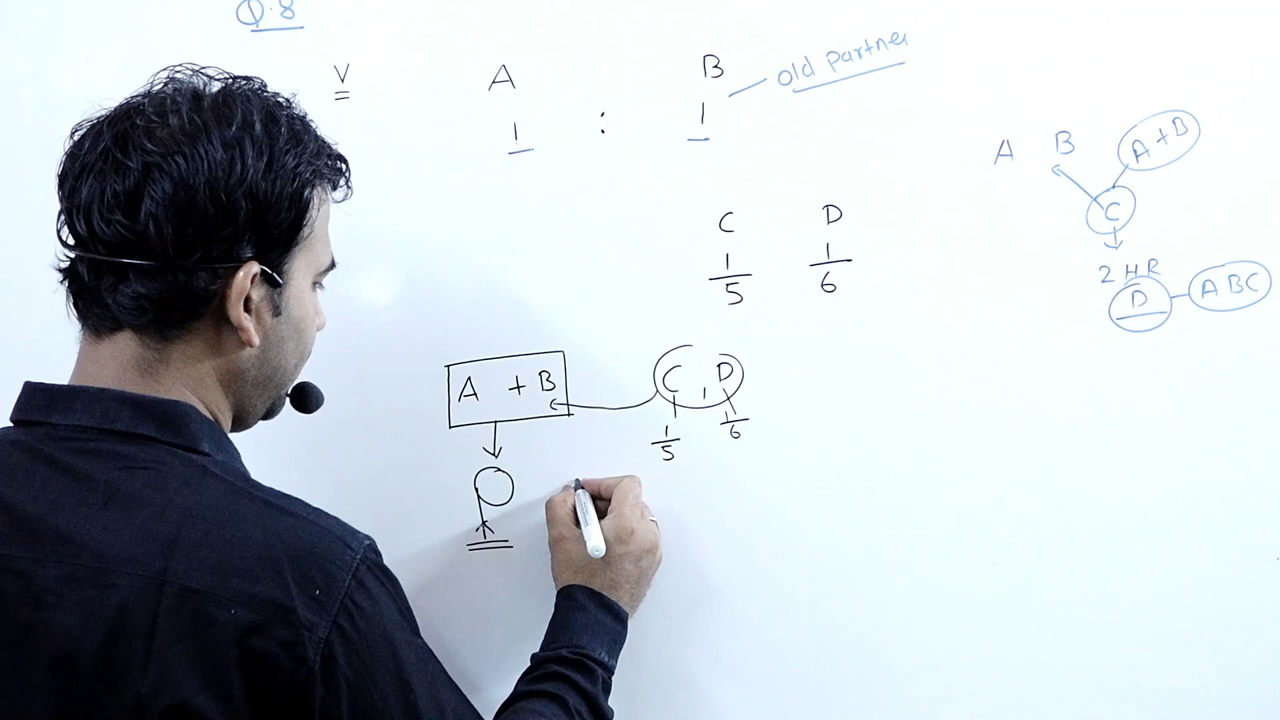 Q.8
V A B old partner
1 : 1
A B A+B
C
C D
1/5 1/6
2 HR
D ABC
A + B C , D
1/5 1/6